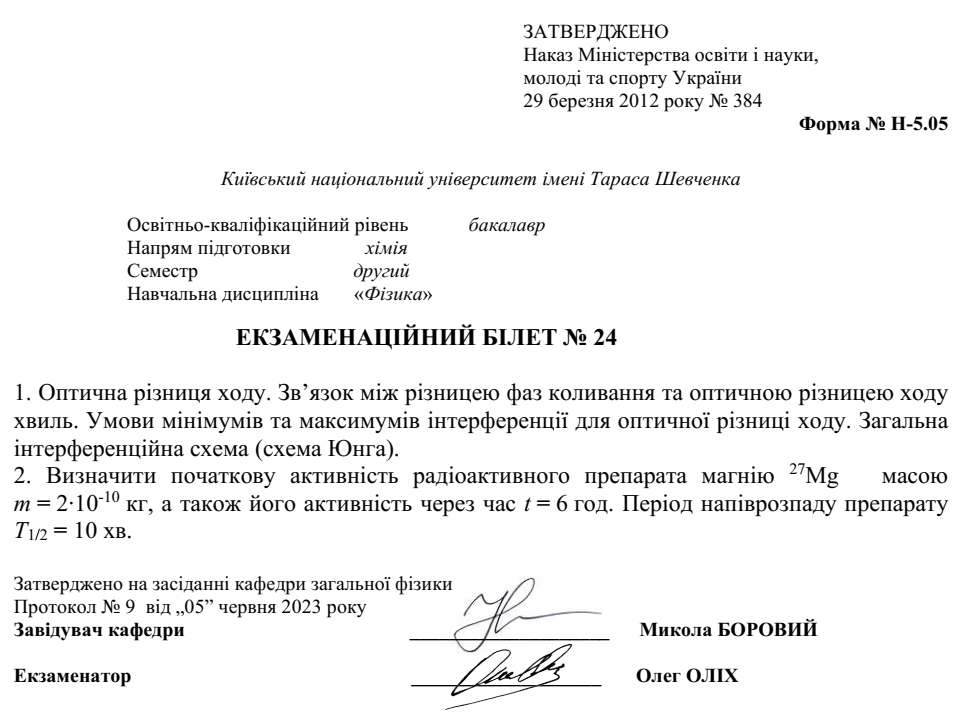 ЗАТВЕРДЖЕНО
Наказ Міністерства освіти і науки,
молоді та спорту України
29 березня 2012 року № 384
Форма № Н-5.05
Київський національний університет імені Тараса Шевченка
Освітньо-кваліфікаційний рівень бакалавр
Напрям підготовки хімія
Семестр другий
Навчальна дисципліна «Фізика»
ЕКЗАМЕНАЦІЙНИЙ БІЛЕТ № 24
1. Оптична різниця ходу. Зв’язок між різницею фаз коливання та оптичною різницею ходу
хвиль. Умови мінімумів та максимумів інтерференції для оптичної різниці ходу. Загальна
інтерференційна схема (схема Юнга).
2. Визначити початкову активність радіоактивного препарата магнію ²⁷Mg масою
m = 2·10⁻¹⁰ кг, а також його активність через час t = 6 год. Період напіврозпаду препарату
T₁/₂ = 10 хв.
Затверджено на засіданні кафедри загальної фізики
Протокол № 9 від „05” червня 2023 року
Завідувач кафедри Микола БОРОВИЙ
Екзаменатор Олег ОЛІХ